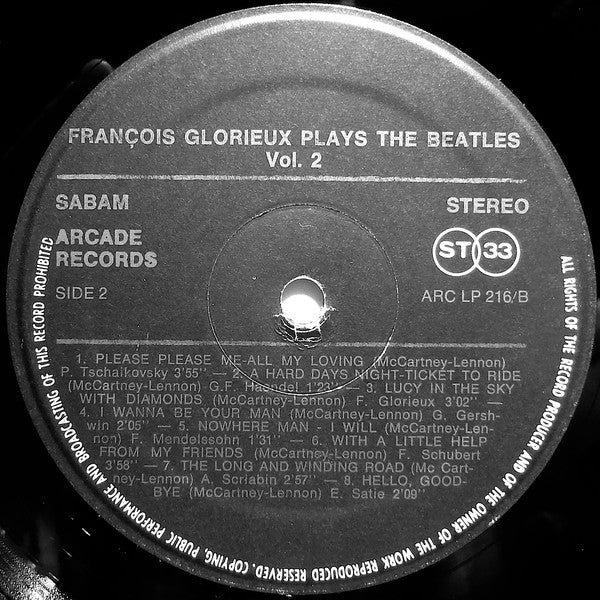 FRANÇOIS GLORIEUX PLAYS THE BEATLES
Vol. 2
SABAM
STEREO
ARCADE
RECORDS
ST 33
SIDE 2
ARC LP 216/B
1. PLEASE PLEASE ME-ALL MY LOVING (McCartney-Lennon)
P. Tschaikovsky 3'55" — 2. A HARD DAYS NIGHT-TICKET TO RIDE
(McCartney-Lennon) G.F. Haendel 1'23" — 3. LUCY IN THE SKY
WITH DIAMONDS (McCartney-Lennon) F. Glorieux 3'02" —
4. I WANNA BE YOUR MAN (McCartney-Lennon) G. Gersh-
win 2'05" — 5. NOWHERE MAN - I WILL (McCartney-Len-
non) F. Mendelssohn 1'31" — 6. WITH A LITTLE HELP
FROM MY FRIENDS (McCartney-Lennon) F. Schubert
3'58" — 7. THE LONG AND WINDING ROAD (Mc Cart-
ney-Lennon) A. Scriabin 2'57" — 8. HELLO, GOOD-
BYE (McCartney-Lennon) E. Satie 2'09"
ALL RIGHTS OF THE RECORD PRODUCER AND OF THE OWNER OF THE WORK REPRODUCED RESERVED. COPYING, PUBLIC PERFORMANCE AND BROADCASTING OF THIS RECORD PROHIBITED